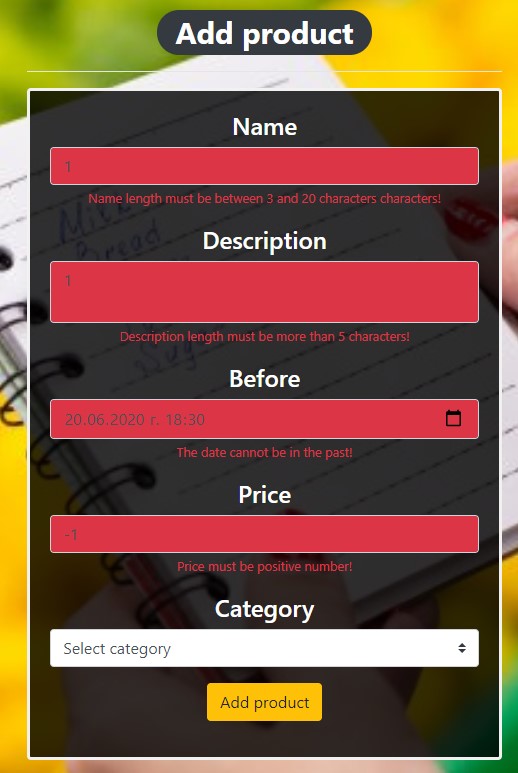 Add product
Name
1
Name length must be between 3 and 20 characters characters!
Milk
Bread
Description
1
Description length must be more than 5 characters!
Before
20.06.2020 г. 18:30
The date cannot be in the past!
Price
-1
Price must be positive number!
Category
Select category
Add product